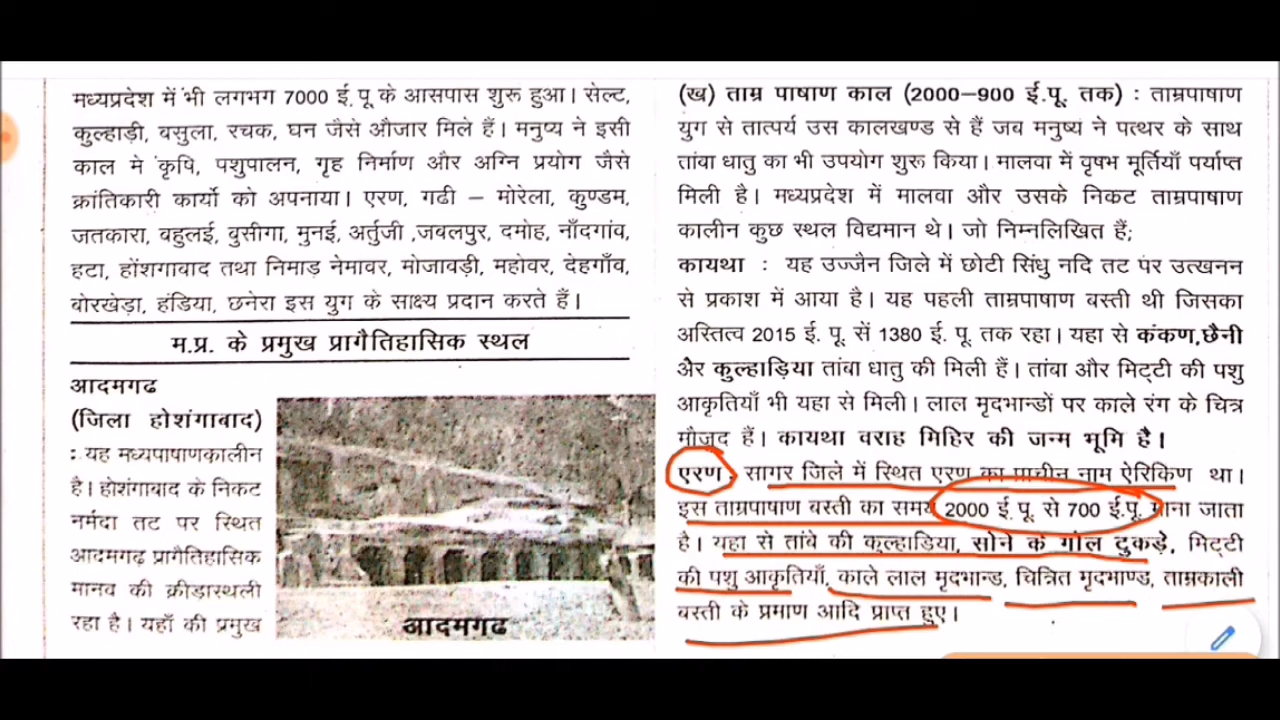 मध्यप्रदेश में भी लगभग 7000 ई.पू. के आसपास शुरू हुआ। सेल्ट,
कुल्हाड़ी, बसुला, रचक, घन जैसे औजार मिले हैं। मनुष्य ने इसी
काल मे कृषि, पशुपालन, गृह निर्माण और अग्नि प्रयोग जैसे
क्रांतिकारी कार्यो को अपनाया। एरण, गढी – मोरेला, कुण्डम,
जतकारा, वहुलई, वुसीगा, मुनई, अर्तुजी ,जवलपुर, दमोह, नाँदगांव,
हटा, होंशगाबाद तथा निमाड़ नेमावर, मोजावड़ी, महोवर, देहगाँव,
बोरखेड़ा, हंडिया, छनेरा इस युग के साक्ष्य प्रदान करते हैं।
म.प्र. के प्रमुख प्रागैतिहासिक स्थल
आदमगढ
(जिला होशंगाबाद)
: यह मध्यपाषाणकालीन
है। होशंगाबाद के निकट
नर्मदा तट पर स्थित
आदमगढ़ प्रागैतिहासिक
मानव की क्रीडास्थली
रहा है। यहाँ की प्रमुख
आदमगढ
(ख) ताम्र पाषाण काल (2000–900 ई.पू. तक) : ताम्रपाषाण
युग से तात्पर्य उस कालखण्ड से हैं जब मनुष्य ने पत्थर के साथ
तांबा धातु का भी उपयोग शुरू किया। मालवा में वृषभ मूर्तियाँ पर्याप्त
मिली है। मध्यप्रदेश में मालवा और उसके निकट ताम्रपाषाण
कालीन कुछ स्थल विद्यमान थे। जो निम्नलिखित हैं;
कायथा : यह उज्जैन जिले में छोटी सिंधु नदि तट पर उत्खनन
से प्रकाश में आया है। यह पहली ताम्रपाषाण बस्ती थी जिसका
अस्तित्व 2015 ई. पू. सें 1380 ई. पू. तक रहा। यहा से कंकण,छैनी
अैर कुल्हाड़िया तांबा धातु की मिली हैं। तांबा और मिट्टी की पशु
आकृतियाँ भी यहा से मिली। लाल मृदभान्डों पर काले रंग के चित्र
मौजूद हैं। कायथा वराह मिहिर की जन्म भूमि है।
एरण : सागर जिले में स्थित एरण का प्राचीन नाम ऐरिकिण था।
इस ताम्रपाषाण बस्ती का समय 2000 ई. पू. से 700 ई.पू. माना जाता
है। यहा से तांबे की कुल्हाडिया, सोने के गोल टुकड़े, मिट्टी
की पशु आकृतियाँ, काले लाल मृदभान्ड, चित्रित मृदभाण्ड, ताम्रकाली
बस्ती के प्रमाण आदि प्राप्त हुए।